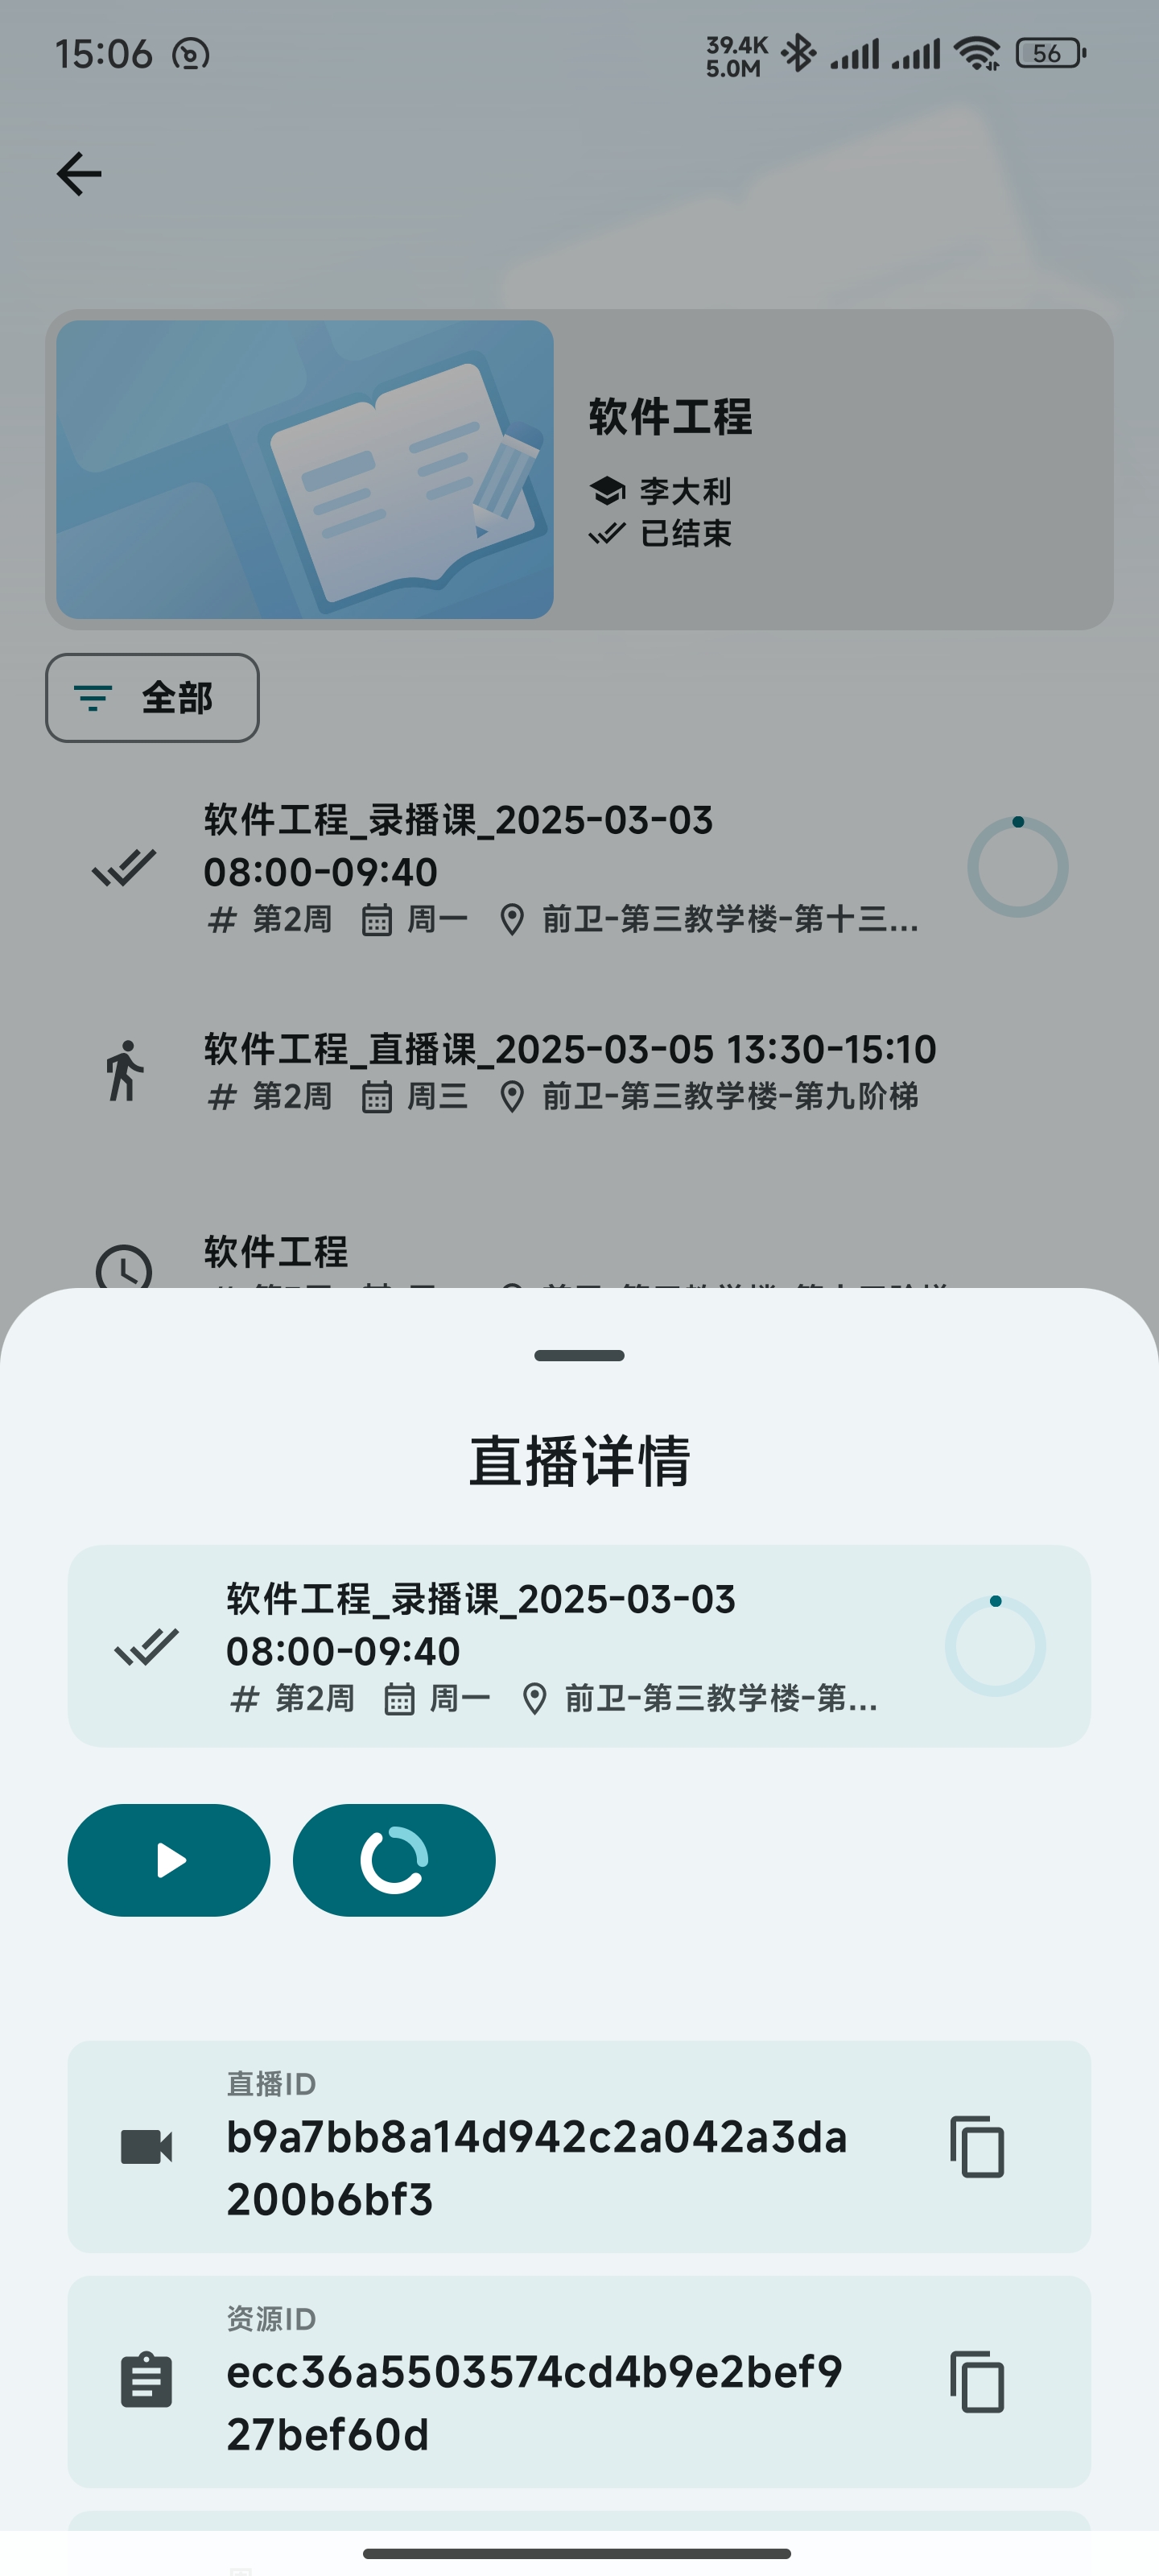 15:06
39.4K
5.0M
56
软件工程
李大利
已结束
全部
软件工程_录播课_2025-03-03
08:00-09:40
第2周 周一 前卫-第三教学楼-第十三...
软件工程_直播课_2025-03-05 13:30-15:10
第2周 周三 前卫-第三教学楼-第九阶梯
软件工程
直播详情
软件工程_录播课_2025-03-03
08:00-09:40
第2周 周一 前卫-第三教学楼-第...
直播ID
b9a7bb8a14d942c2a042a3da
200b6bf3
资源ID
ecc36a5503574cd4b9e2bef9
27bef60d